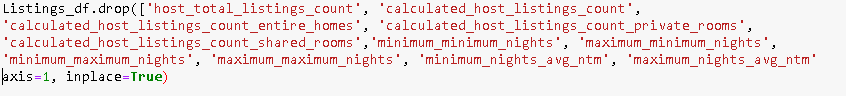 Listings_df.drop(['host_total_listings_count', 'calculated_host_listings_count',
'calculated_host_listings_count_entire_homes', 'calculated_host_listings_count_private_rooms',
'calculated_host_listings_count_shared_rooms','minimum_minimum_nights', 'maximum_minimum_nights',
'minimum_maximum_nights', 'maximum_maximum_nights', 'minimum_nights_avg_ntm', 'maximum_nights_avg_ntm'
axis=1, inplace=True)